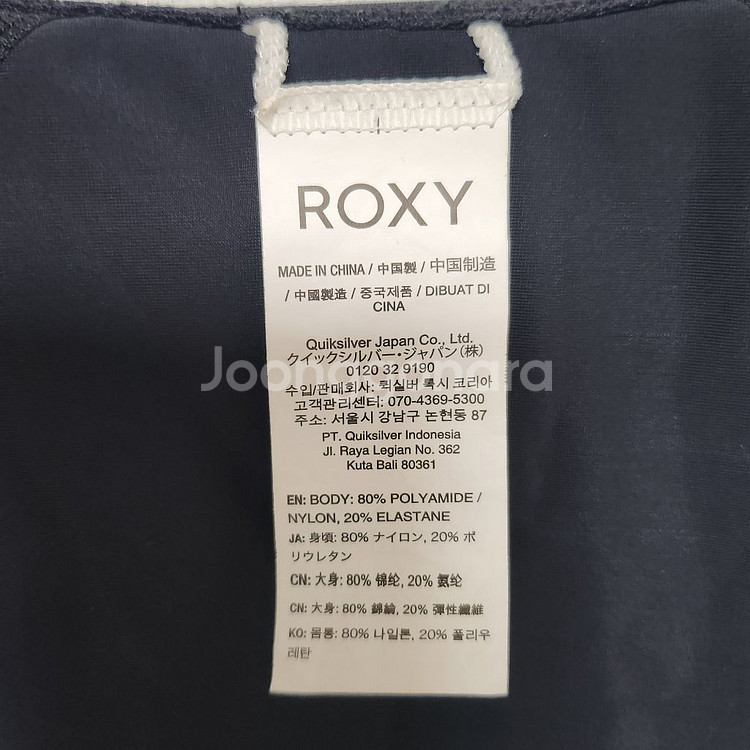 ROXY
MADE IN CHINA / 中国製 / 中国制造
/ 中國製造 / 중국제품 / DIBUAT DI
CINA
Quiksilver Japan Co., Ltd.
クイックシルバー・ジャパン(株)
0120 32 9190
Joonggonara
수입/판매회사: 퀵실버 록시 코리아
고객관리센터: 070-4369-5300
주소: 서울시 강남구 논현동 87
PT. Quiksilver Indonesia
Jl. Raya Legian No. 362
Kuta Bali 80361
EN: BODY: 80% POLYAMIDE /
NYLON, 20% ELASTANE
JA: 身頃: 80% ナイロン, 20% ポ
リウレタン
CN: 大身: 80% 锦纶, 20% 氨纶
CN: 大身: 80% 錦綸, 20% 彈性纖維
KO: 몸통: 80% 나일론, 20% 폴리우
레탄